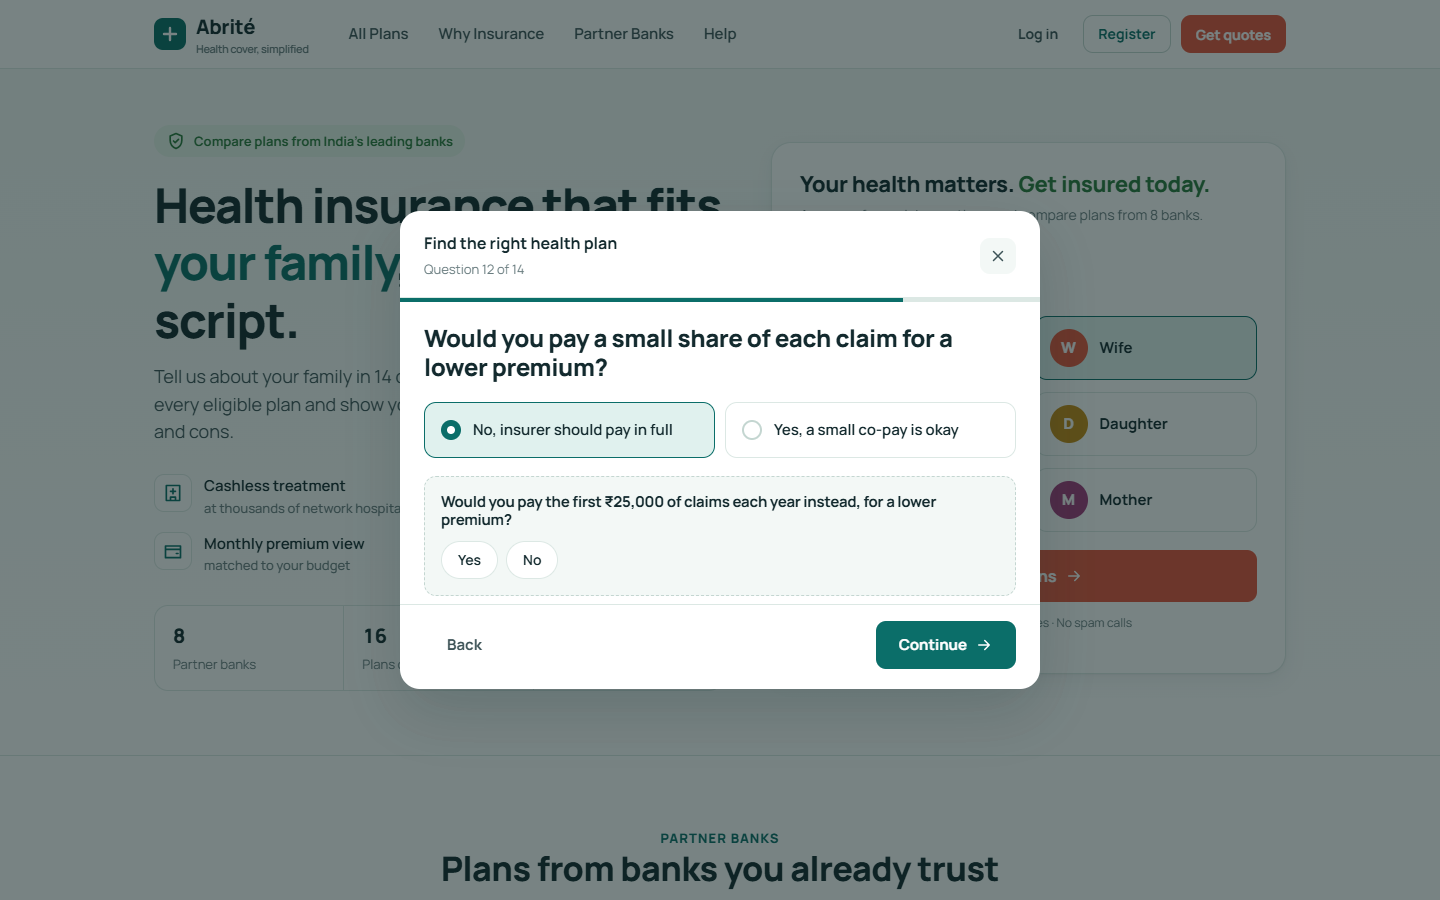 Abrité
Health cover, simplified
All Plans
Why Insurance
Partner Banks
Help
Log in
Register
Get quotes
Compare plans from India's leading banks
Health insurance that fits
your family,
script.
Tell us about your family in 14
every eligible plan and show
and cons.
Cashless treatment
at thousands of network
Monthly premium view
matched to your budget
8
Partner banks
16
Plans
Your health matters. Get insured today.
plans from 8 banks.
W
Wife
D
Daughter
M
Mother
No spam calls
Find the right health plan
Question 12 of 14
Would you pay a small share of each claim for a
lower premium?
No, insurer should pay in full
Yes, a small co-pay is okay
Would you pay the first ₹25,000 of claims each year instead, for a lower
premium?
Yes
No
Back
Continue
PARTNER BANKS
Plans from banks you already trust